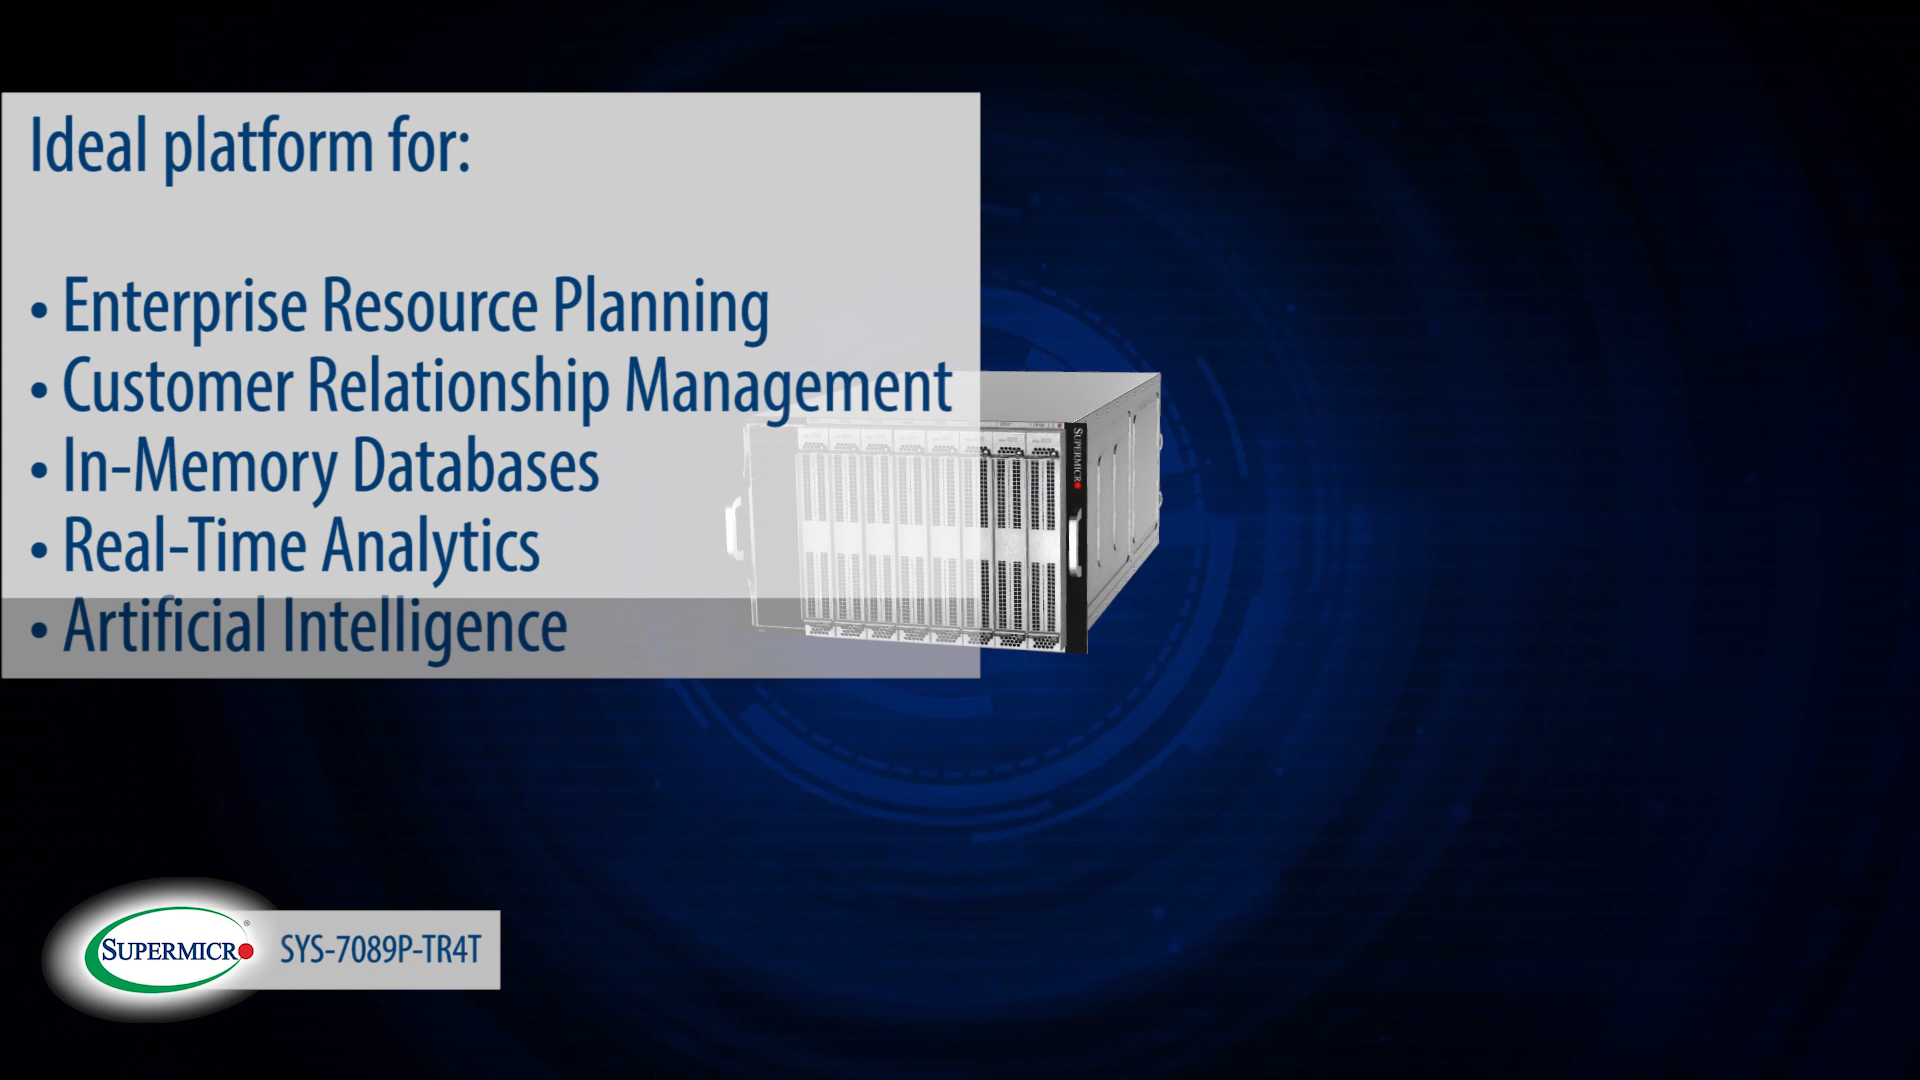 Ideal platform for:
• Enterprise Resource Planning
• Customer Relationship Management
• In-Memory Databases
• Real-Time Analytics
• Artificial Intelligence
SUPERMICRO
SUPERMICRO®
SYS-7089P-TR4T